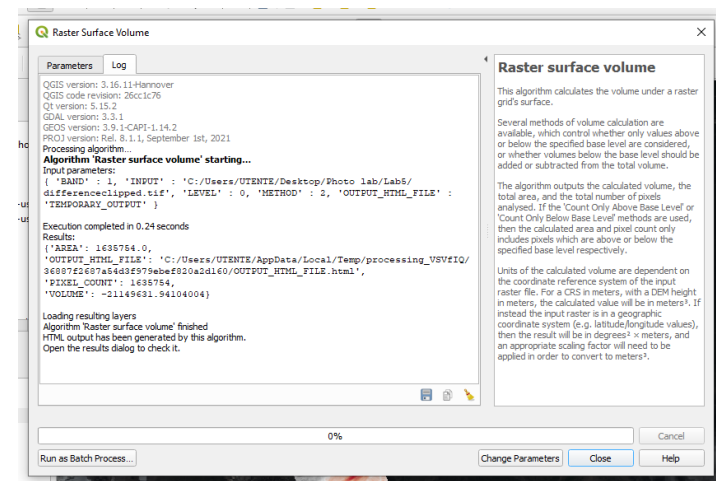 Raster Surface Volume
Parameters
Log
QGIS version: 3.16.11-Hannover
QGIS code revision: 26cc1c76
Qt version: 5.15.2
GDAL version: 3.3.1
GEOS version: 3.9.1-CAPI-1.14.2
PROJ version: Rel. 8.1.1, September 1st, 2021
Processing algorithm…
Algorithm 'Raster surface volume' starting…
Input parameters:
{ 'BAND' : 1, 'INPUT' : 'C:/Users/UTENTE/Desktop/Photo lab/Lab5/
differenceclipped.tif', 'LEVEL' : 0, 'METHOD' : 2, 'OUTPUT_HTML_FILE' :
'TEMPORARY_OUTPUT' }
Execution completed in 0.24 seconds
Results:
{'AREA': 1635754.0,
'OUTPUT_HTML_FILE': 'C:/Users/UTENTE/AppData/Local/Temp/processing_VSVfIQ/
36887f2687a54d3f979ebef820a2d160/OUTPUT_HTML_FILE.html',
'PIXEL_COUNT': 1635754,
'VOLUME': -21149631.94104004}
Loading resulting layers
Algorithm 'Raster surface volume' finished
HTML output has been generated by this algorithm.
Open the results dialog to check it.
Raster surface volume
This algorithm calculates the volume under a raster
grid's surface.
Several methods of volume calculation are
available, which control whether only values above
or below the specified base level are considered,
or whether volumes below the base level should be
added or subtracted from the total volume.
The algorithm outputs the calculated volume, the
total area, and the total number of pixels
analysed. If the 'Count Only Above Base Level' or
'Count Only Below Base Level' methods are used,
then the calculated area and pixel count only
includes pixels which are above or below the
specified base level respectively.
Units of the calculated volume are dependent on
the coordinate reference system of the input
raster file. For a CRS in meters, with a DEM height
in meters, the calculated value will be in meters³. If
instead the input raster is in a geographic
coordinate system (e.g. latitude/longitude values),
then the result will be in degrees² × meters, and
an appropriate scaling factor will need to be
applied in order to convert to meters³.
0%
Cancel
Run as Batch Process…
Change Parameters
Close
Help